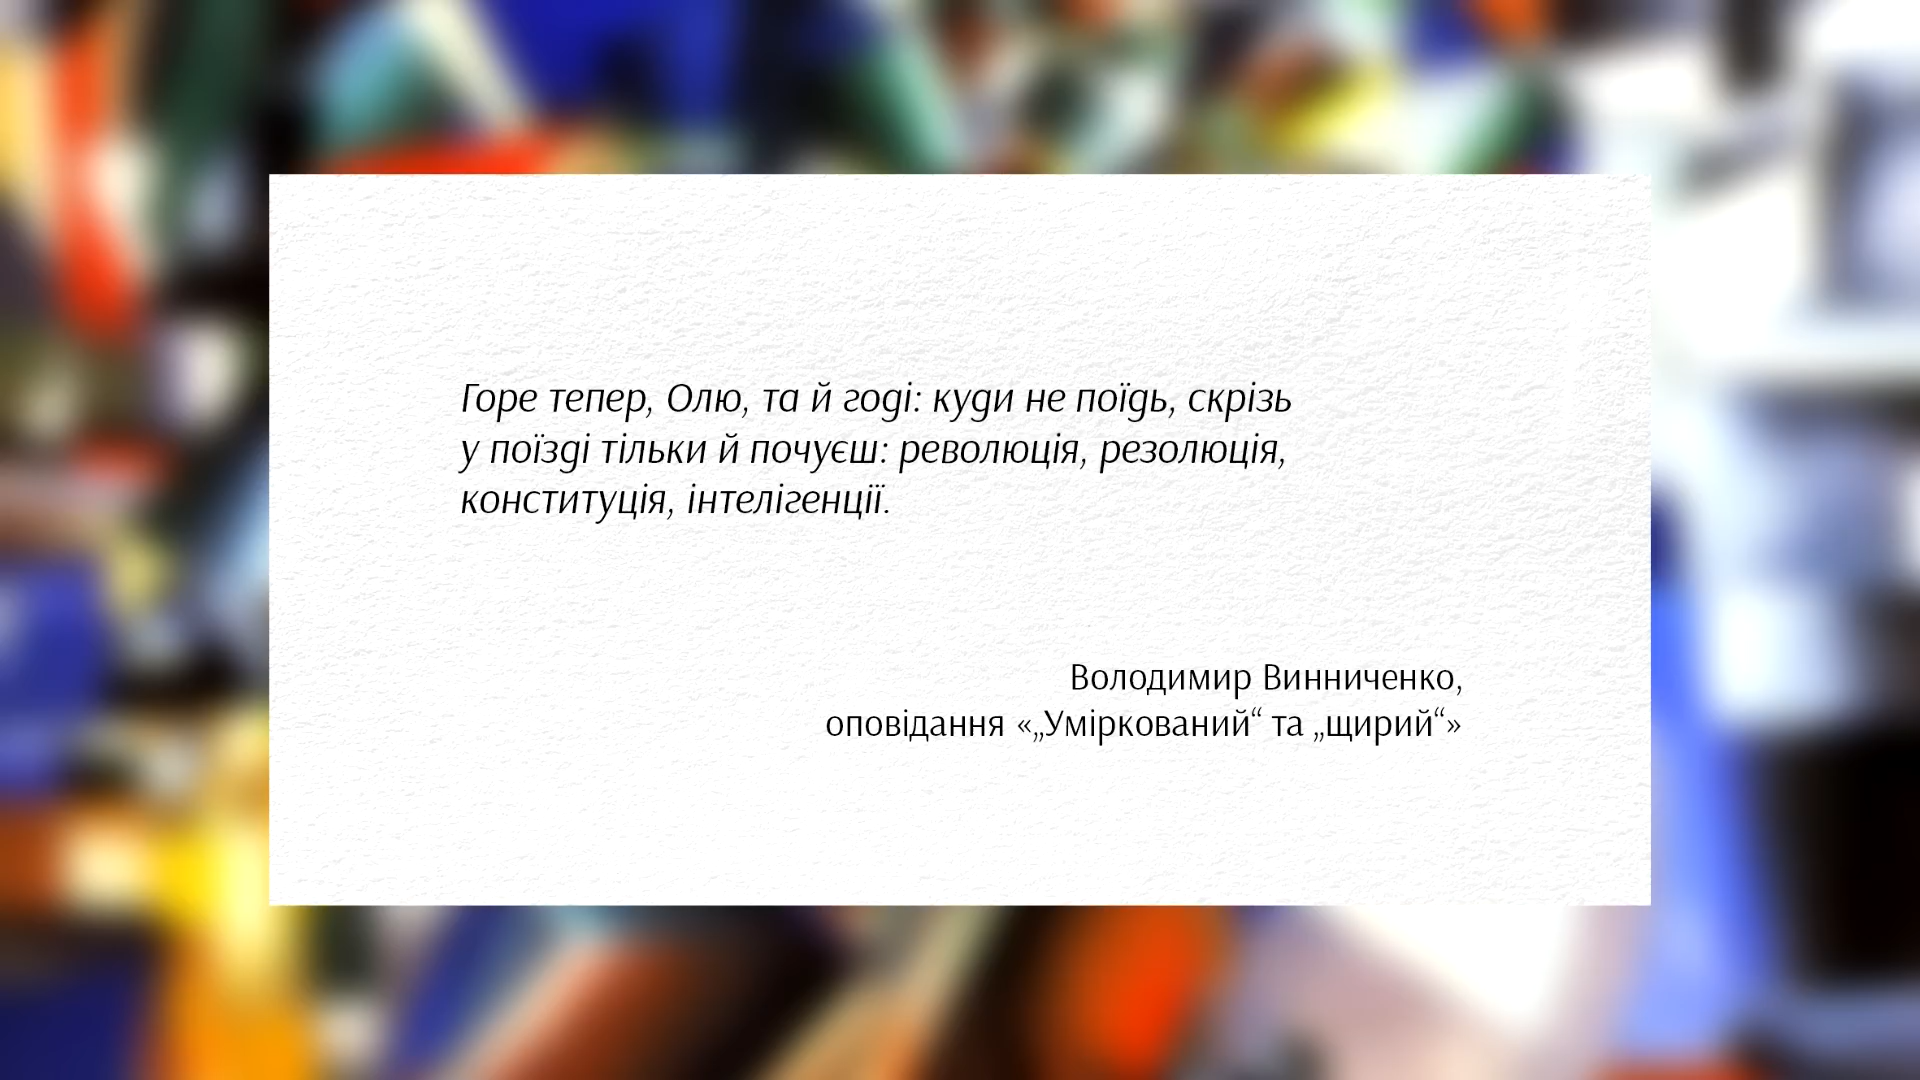 Горе тепер, Олю, та й годі: куди не поїдь, скрізь
у поїзді тільки й почуєш: революція, резолюція,
конституція, інтелігенції.
Володимир Винниченко,
оповідання «„Уміркований“ та „щирий“»